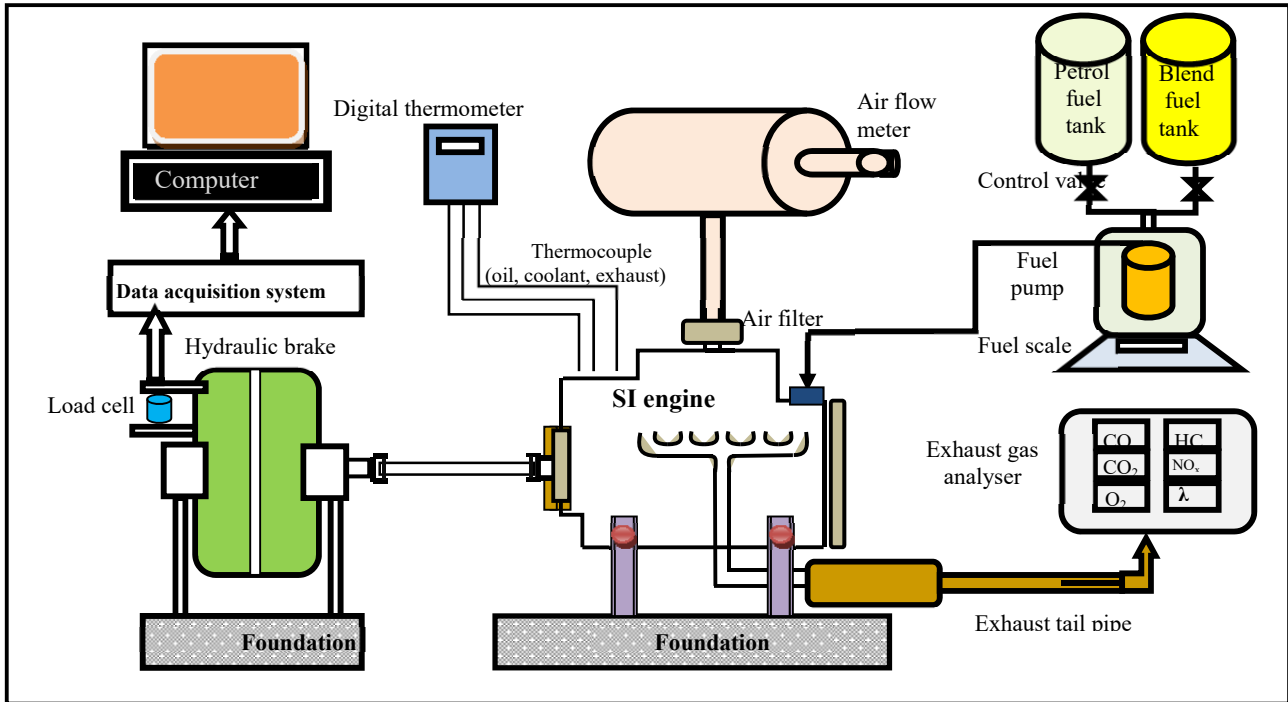 Computer
Data acquisition system
Hydraulic brake
Load cell
Foundation
Digital thermometer
Thermocouple
(oil, coolant, exhaust)
Air flow
meter
Air filter
SI engine
Foundation
Petrol
fuel
tank
Blend
fuel
tank
Control valve
Fuel
pump
Fuel scale
Exhaust gas
analyser
CO
HC
CO₂
NOₓ
O₂
λ
Exhaust tail pipe